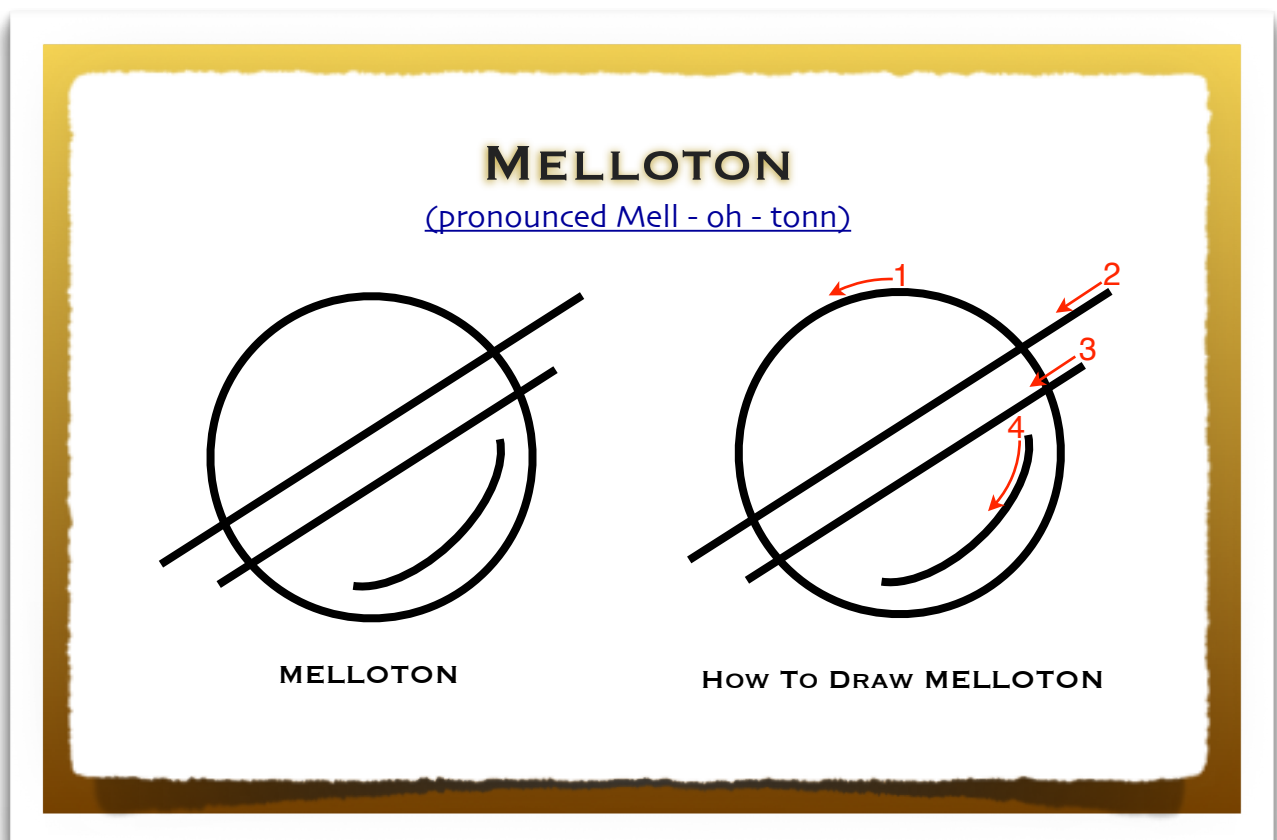 MELLOTON
(pronounced Mell - oh - tonn)
1
2
3
4
MELLOTON
HOW TO DRAW MELLOTON